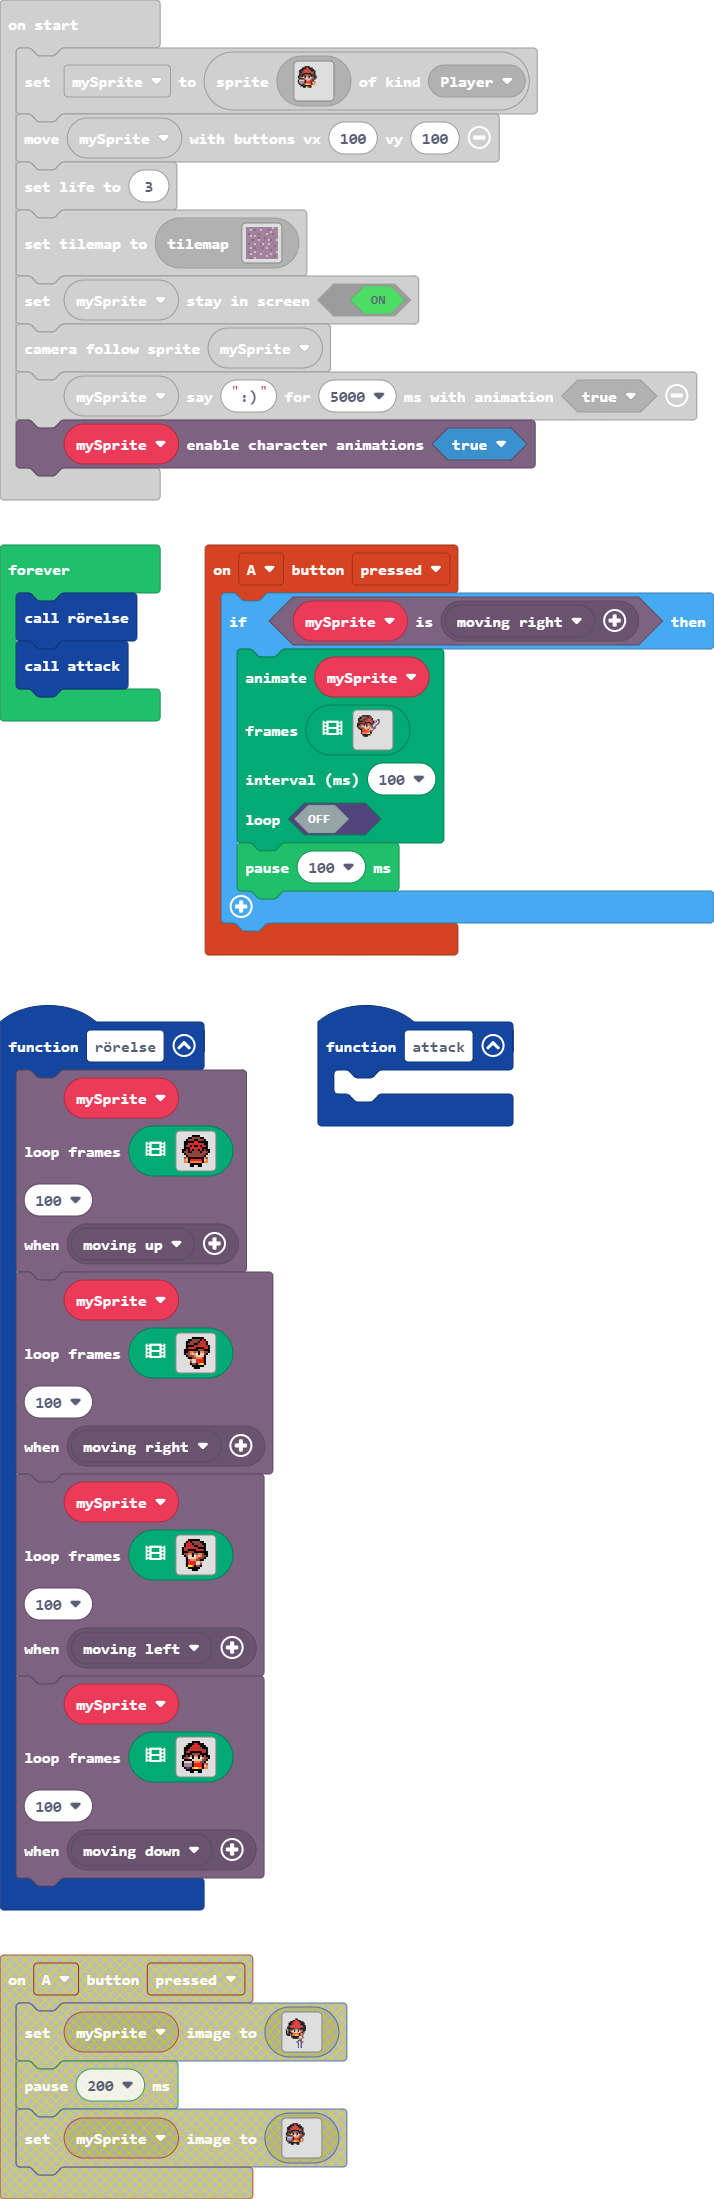 on start
set mySprite to sprite of kind Player
move mySprite with buttons vx 100 vy 100
set life to 3
set tilemap to tilemap
set mySprite stay in screen ON
camera follow sprite mySprite
mySprite say ":)" for 5000 ms with animation true
mySprite enable character animations true
forever
call rörelse
call attack
on A button pressed
if mySprite is moving right then
animate mySprite
frames
interval (ms) 100
loop OFF
pause 100 ms
function rörelse
mySprite
loop frames
100
when moving up
mySprite
loop frames
100
when moving right
mySprite
loop frames
100
when moving left
mySprite
loop frames
100
when moving down
function attack
on A button pressed
set mySprite image to
pause 200 ms
set mySprite image to